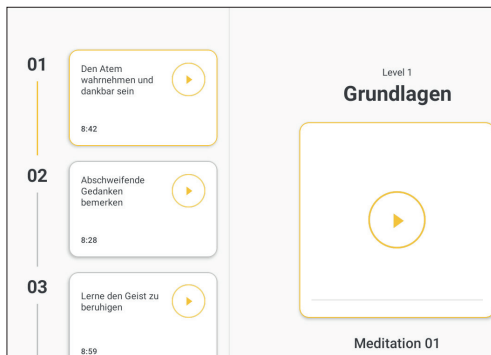 01
Den Atem
wahrnehmen und
dankbar sein
8:42
02
Abschweifende
Gedanken
bemerken
8:28
03
Lerne den Geist zu
beruhigen
8:59
Level 1
Grundlagen
Meditation 01